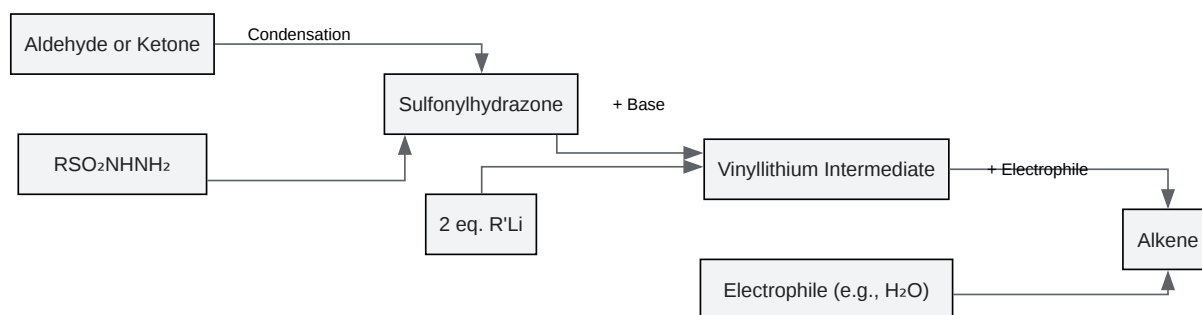 Aldehyde or Ketone
Condensation
Sulfonylhydrazone
+ Base
RSO₂NHNH₂
Vinyllithium Intermediate
+ Electrophile
2 eq. R'Li
Alkene
Electrophile (e.g., H₂O)